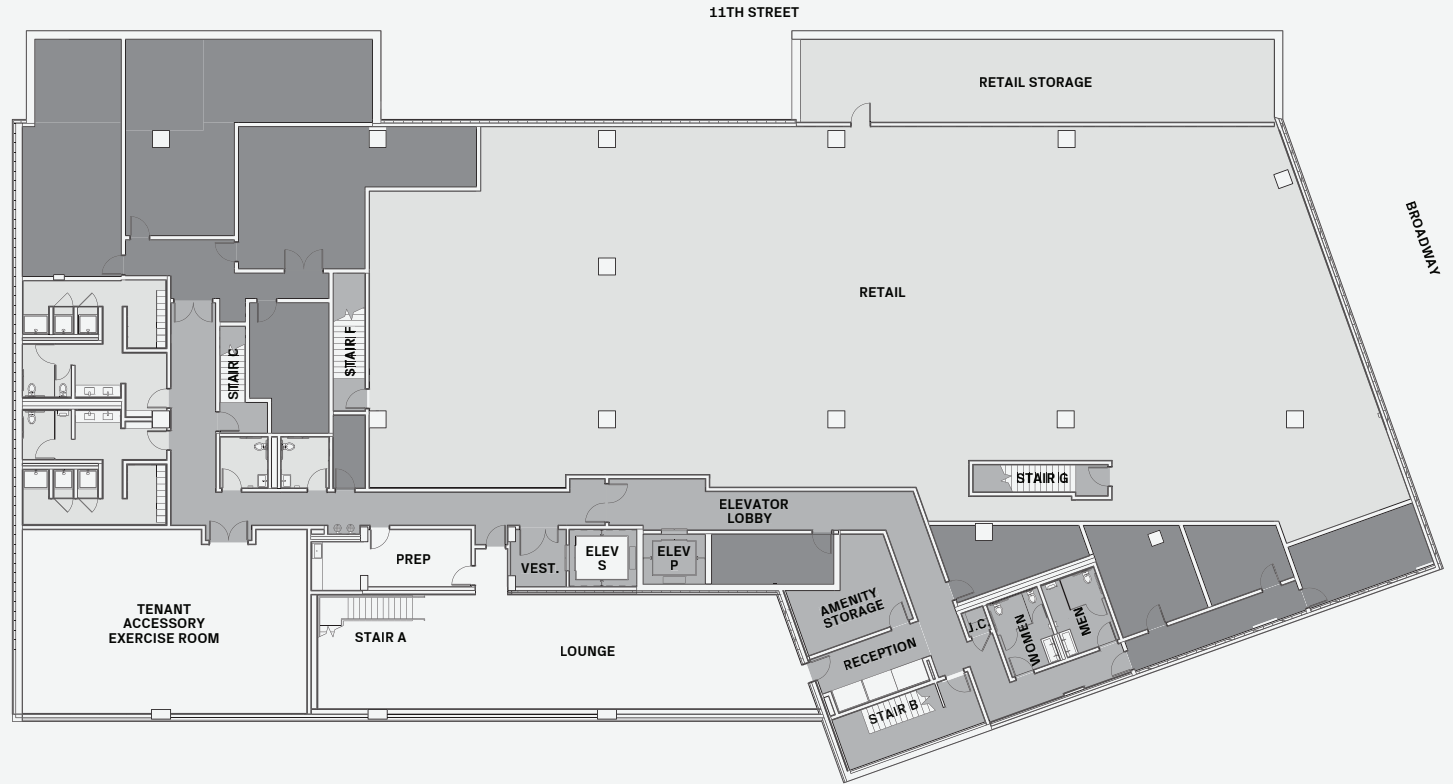 11TH STREET
RETAIL STORAGE
BROADWAY
RETAIL
STAIR F
STAIR C
STAIR G
ELEVATOR
LOBBY
ELEV
S
ELEV
P
PREP
VEST.
AMENITY
STORAGE
TENANT
ACCESSORY
EXERCISE ROOM
STAIR A
LOUNGE
RECEPTION
J.C.
WOMEN
MEN
STAIR B